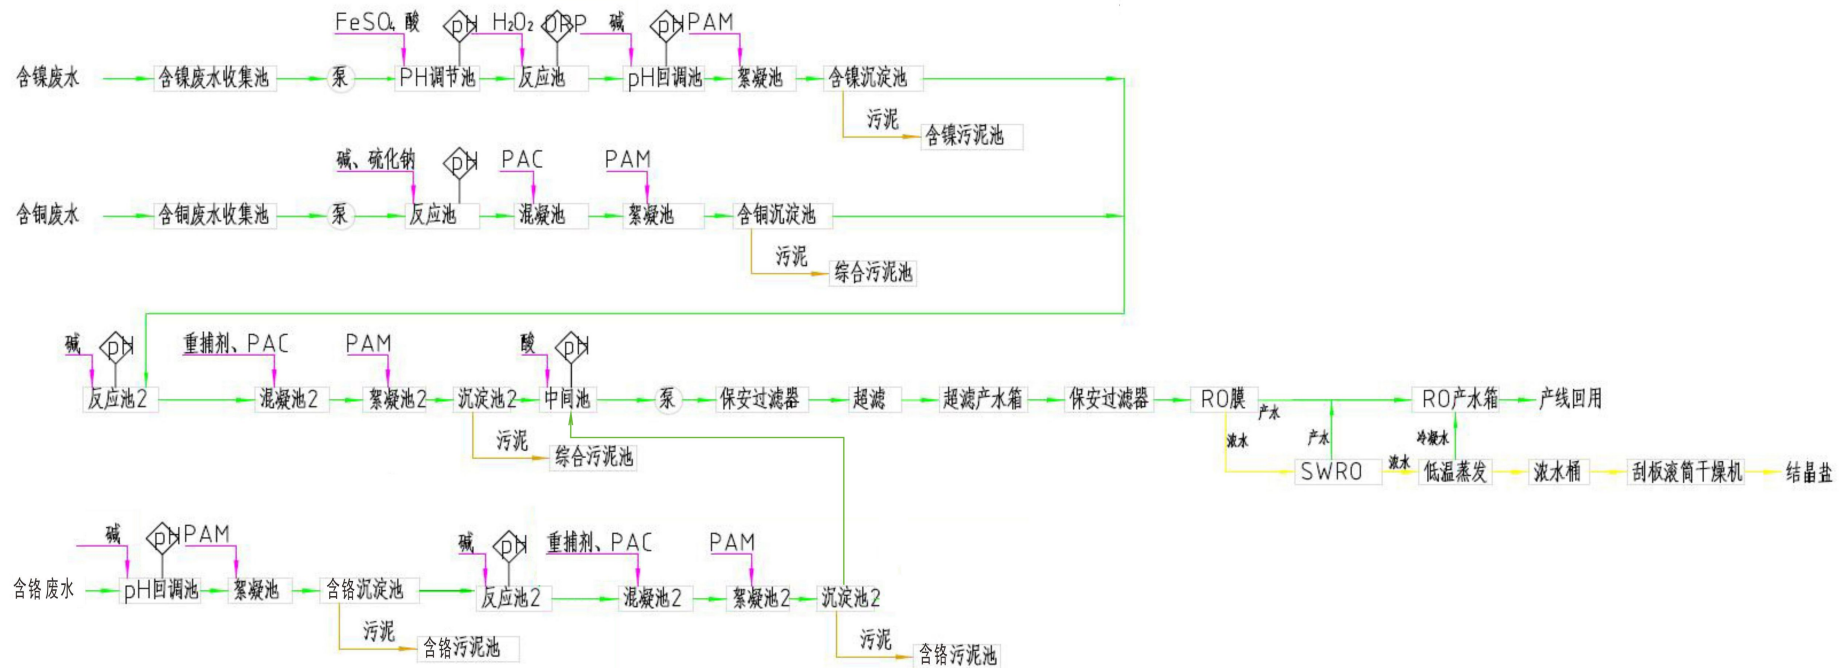 FeSO₄ 酸 pH H₂O₂ ORP 碱 pH PAM
含镍废水 含镍废水收集池 泵 PH调节池 反应池 pH回调池 絮凝池 含镍沉淀池
污泥
含镍污泥池
碱、硫化钠 pH PAC PAM
含铜废水 含铜废水收集池 泵 反应池 混凝池 絮凝池 含铜沉淀池
污泥
综合污泥池
碱 pH 重捕剂、PAC PAM 酸 pH
反应池2 混凝池2 絮凝池2 沉淀池2 中间池 泵 保安过滤器 超滤 超滤产水箱 保安过滤器 RO膜 RO产水箱 产线回用
产水
污泥 浓水 产水 冷凝水
综合污泥池 SWRO 浓水 低温蒸发 浓水桶 刮板滚筒干燥机 结晶盐
碱 pH PAM 碱 pH 重捕剂、PAC PAM
含铬废水 pH回调池 絮凝池 含铬沉淀池 反应池2 混凝池2 絮凝池2 沉淀池2
污泥 污泥
含铬污泥池 含铬污泥池